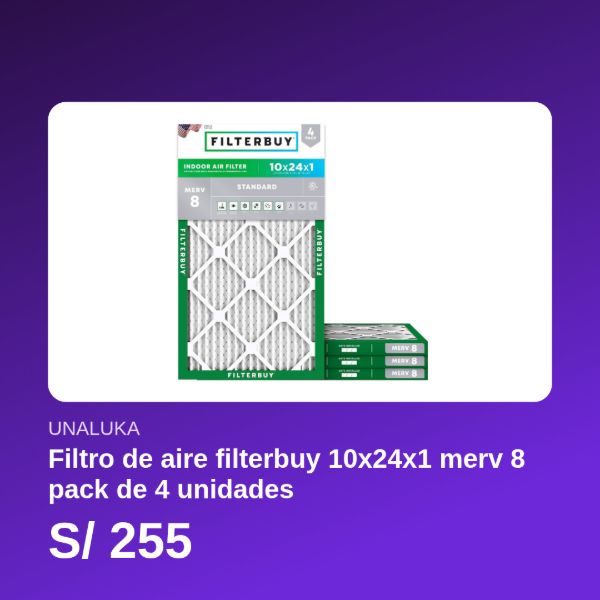 4
PACK
FILTERBUY
INDOOR AIR FILTER
10x24x1
MERV
8
STANDARD
FILTERBUY
FILTERBUY
FILTERBUY
MERV 8
MERV 8
MERV 8
UNALUKA
Filtro de aire filterbuy 10x24x1 merv 8
pack de 4 unidades
S/ 255